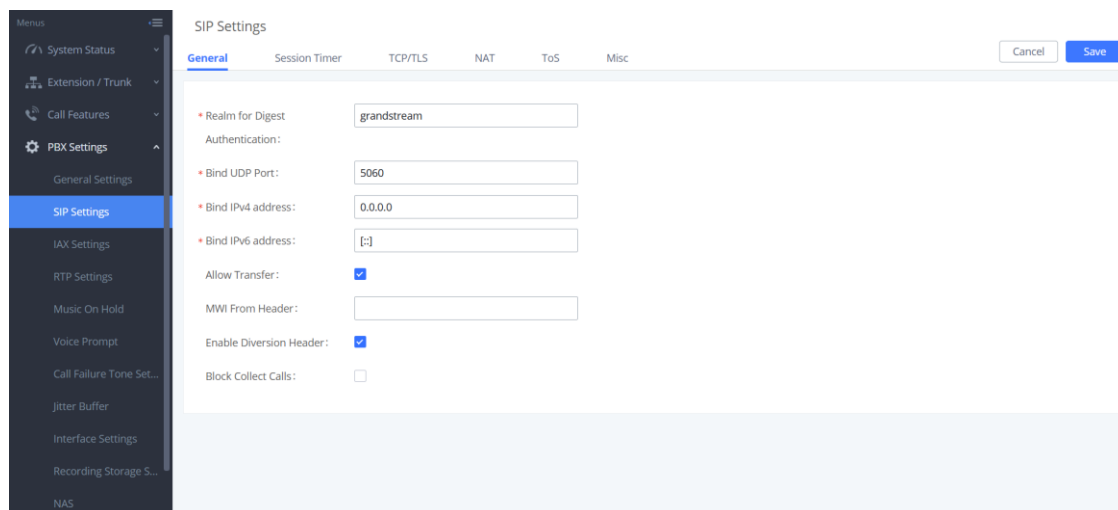 Menus
System Status
Extension / Trunk
Call Features
PBX Settings
General Settings
SIP Settings
IAX Settings
RTP Settings
Music On Hold
Voice Prompt
Call Failure Tone Set...
Jitter Buffer
Interface Settings
Recording Storage S...
NAS
SIP Settings
General Session Timer TCP/TLS NAT ToS Misc
Cancel Save
* Realm for Digest
Authentication:
grandstream
* Bind UDP Port: 5060
* Bind IPv4 address: 0.0.0.0
* Bind IPv6 address: [::]
Allow Transfer:
MWI From Header:
Enable Diversion Header:
Block Collect Calls: